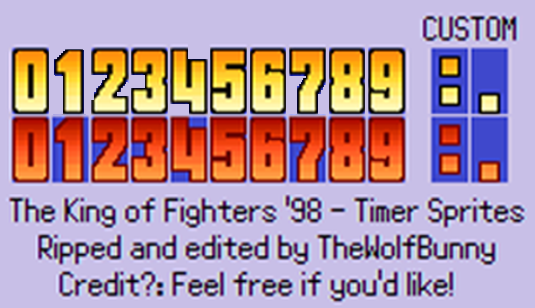 CUSTOM
0123456789 : .
0123456789 : .
The King of Fighters '98 - Timer Sprites
Ripped and edited by TheWolfBunny
Credit?: Feel free if you'd like!